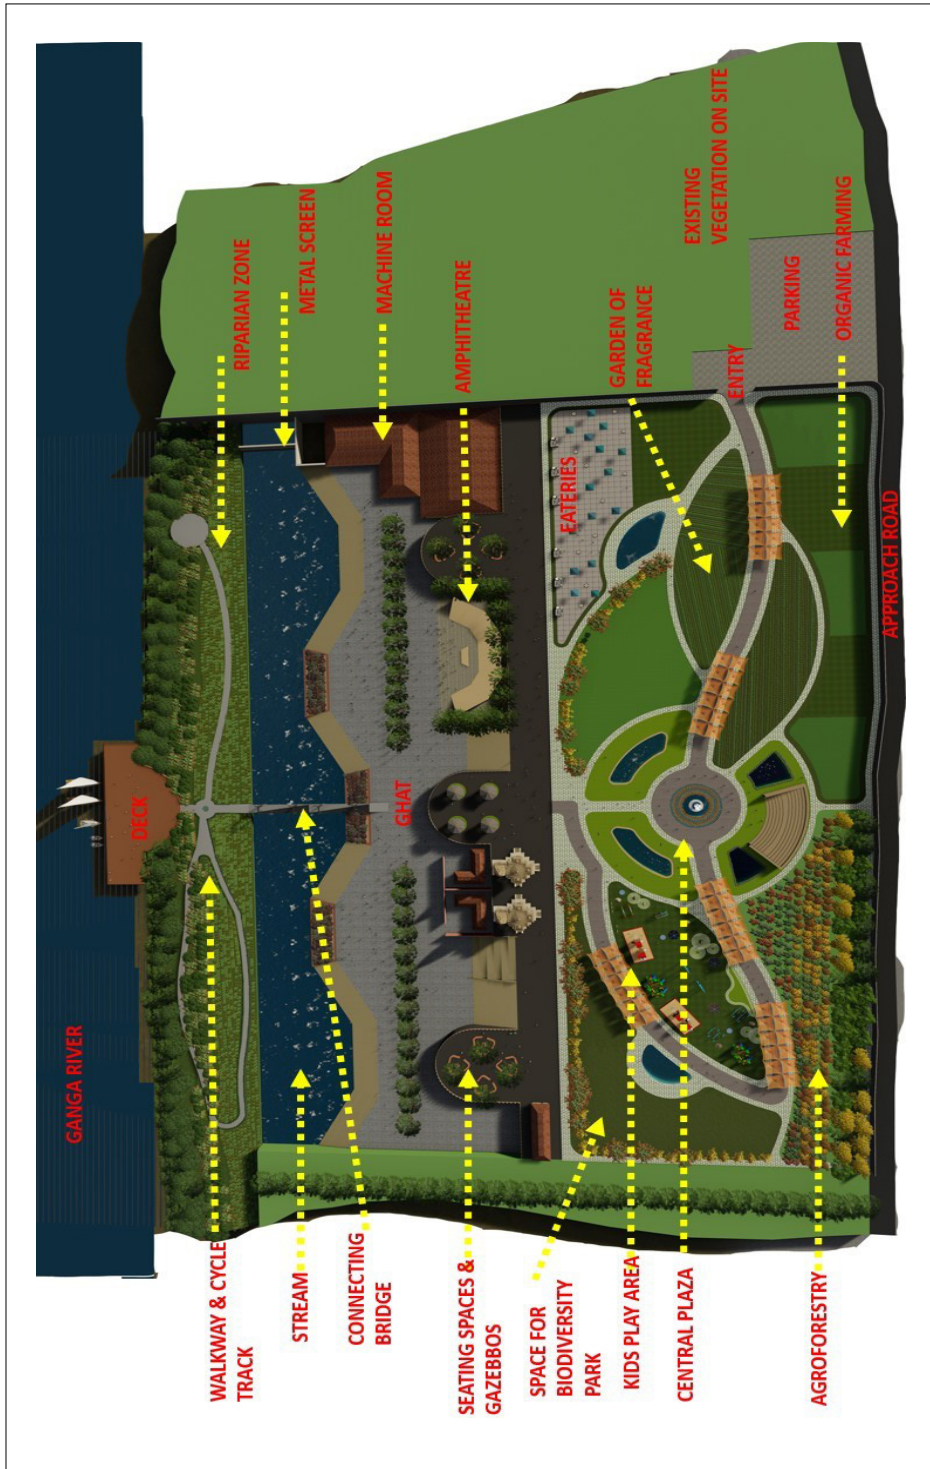 GANGA RIVER
DECK
RIPARIAN ZONE
METAL SCREEN
MACHINE ROOM
AMPHITHEATRE
GHAT
EATERIES
GARDEN OF
FRAGRANCE
EXISTING
VEGETATION ON SITE
ENTRY
PARKING
ORGANIC FARMING
APPROACH ROAD
WALKWAY & CYCLE
TRACK
STREAM
CONNECTING
BRIDGE
SEATING SPACES &
GAZEBBOS
SPACE FOR
BIODIVERSITY
PARK
KIDS PLAY AREA
CENTRAL PLAZA
AGROFORESTRY